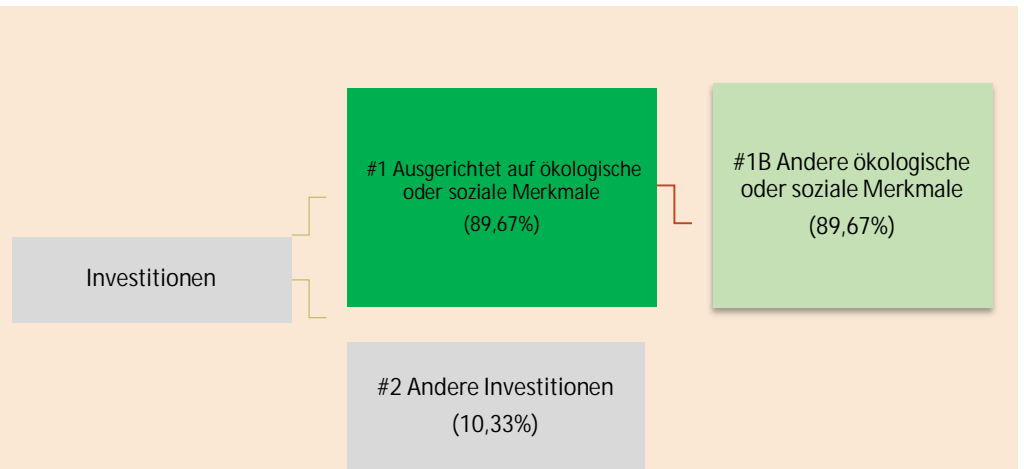 Investitionen
#1 Ausgerichtet auf ökologische
oder soziale Merkmale
(89,67%)
#1B Andere ökologische
oder soziale Merkmale
(89,67%)
#2 Andere Investitionen
(10,33%)